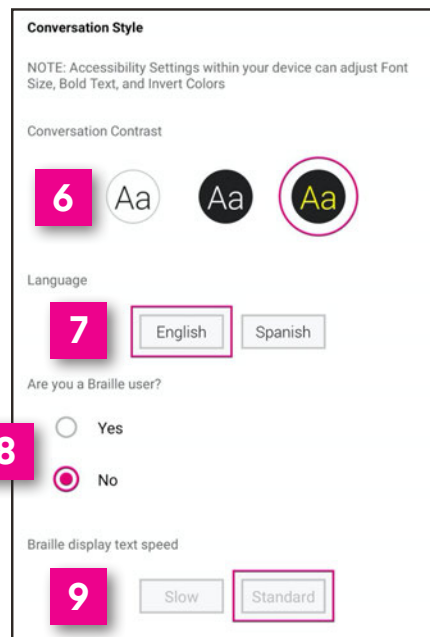 Conversation Style
NOTE: Accessibility Settings within your device can adjust Font
Size, Bold Text, and Invert Colors
Conversation Contrast
6 Aa Aa Aa
Language
7 English Spanish
Are you a Braille user?
Yes
8
No
Braille display text speed
9 Slow Standard